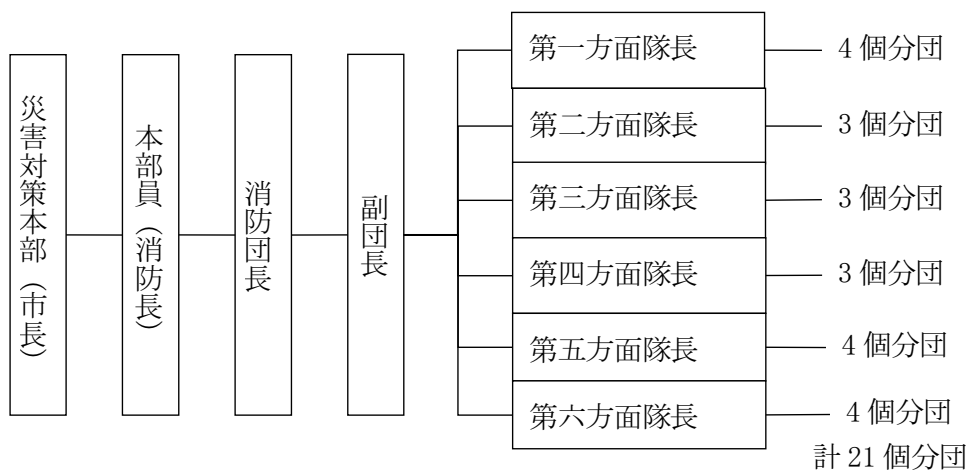 災害対策本部（市長）
本部員（消防長）
消防団長
副団長
第一方面隊長
4 個分団
第二方面隊長
3 個分団
第三方面隊長
3 個分団
第四方面隊長
3 個分団
第五方面隊長
4 個分団
第六方面隊長
4 個分団
計 21 個分団